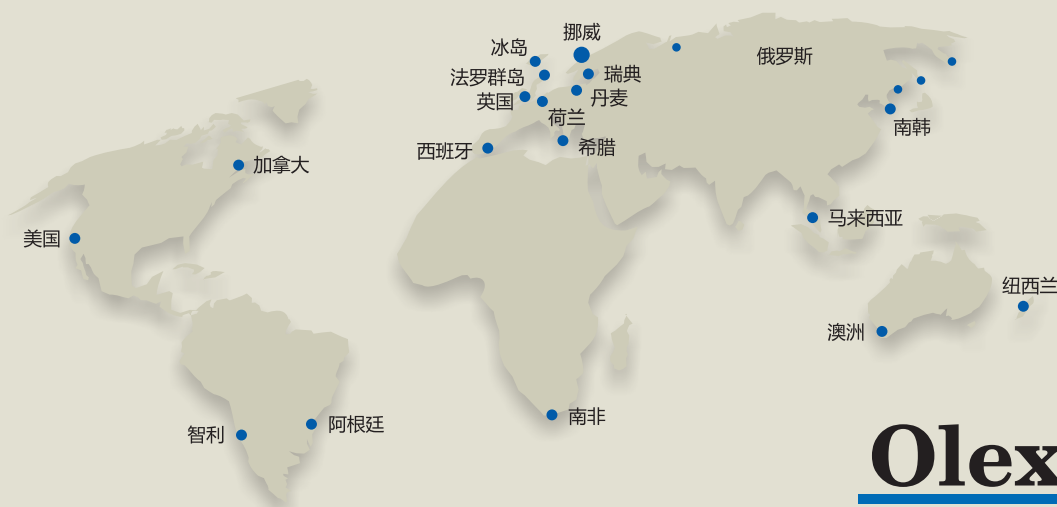 挪威
冰岛
俄罗斯
法罗群岛
瑞典
英国
丹麦
荷兰
南韩
西班牙
希腊
加拿大
马来西亚
美国
纽西兰
澳洲
南非
阿根廷
智利
Olex